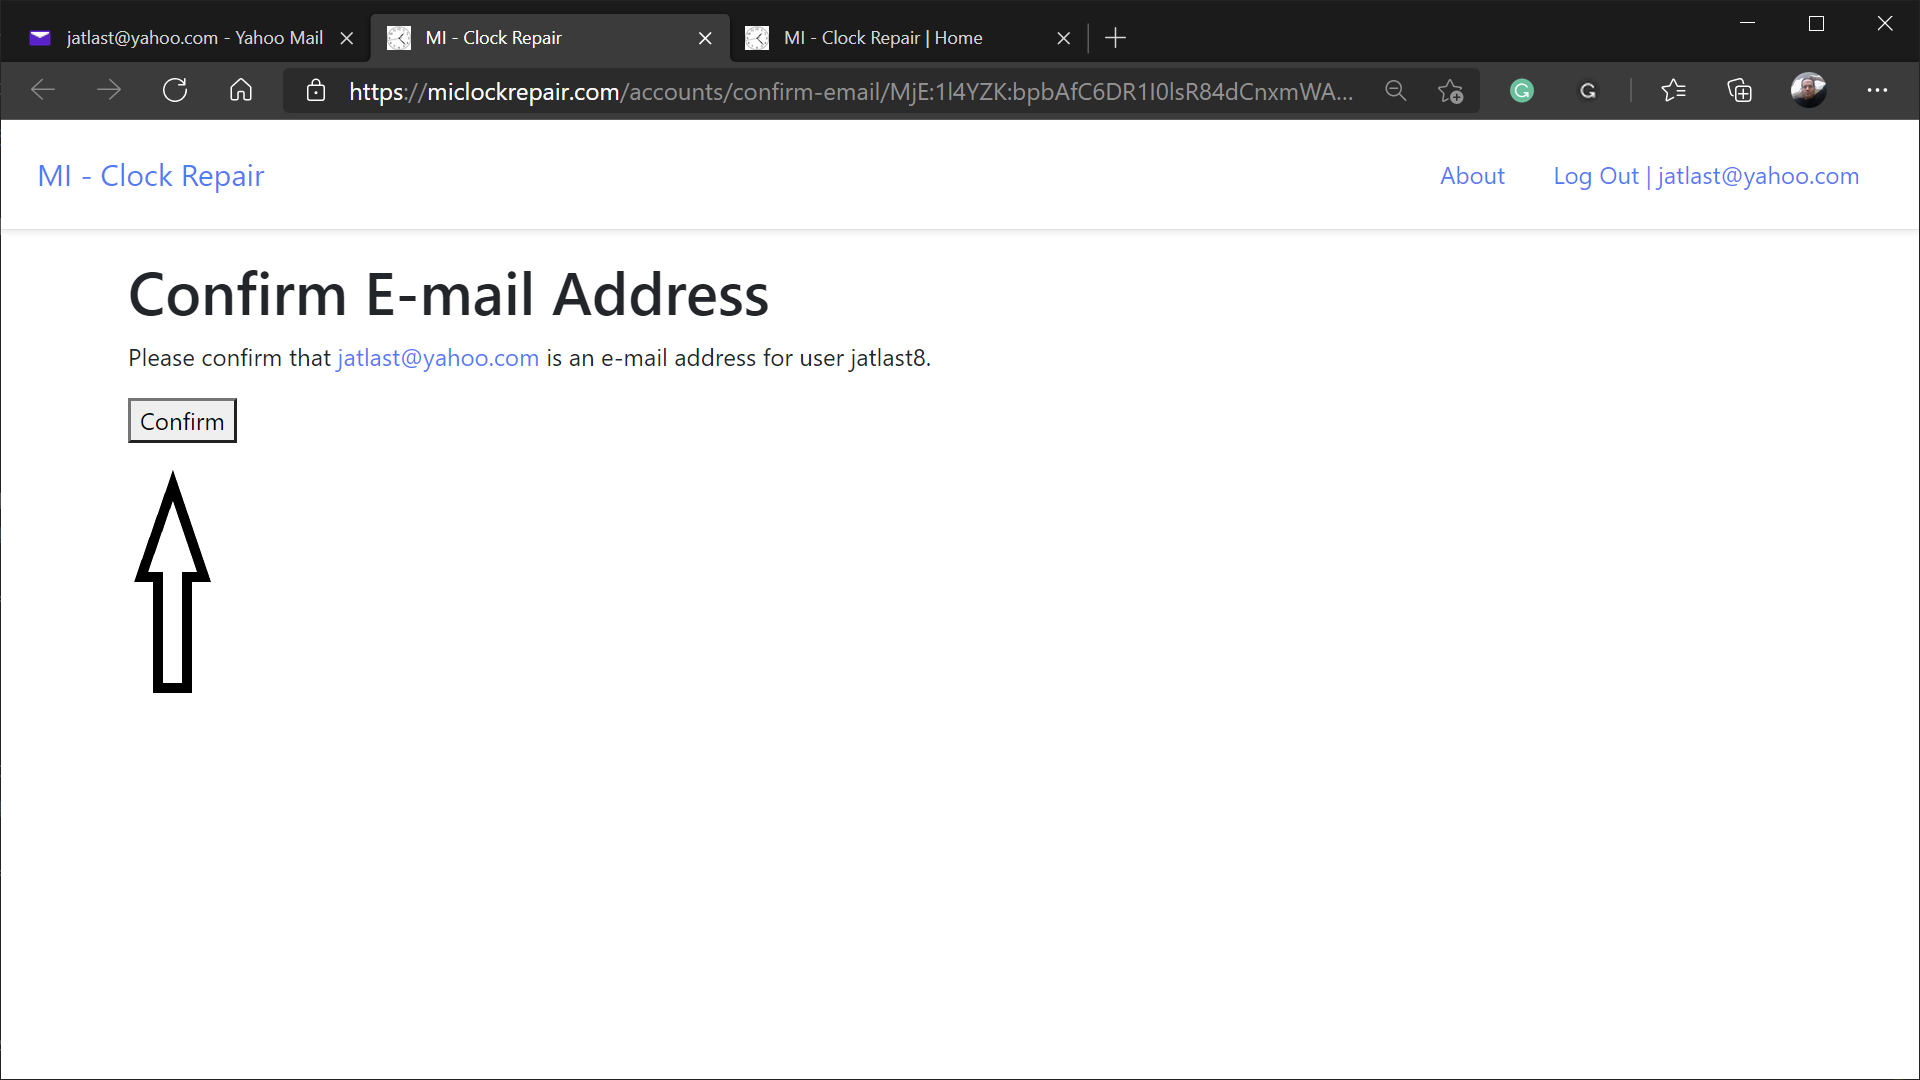 jatlast@yahoo.com - Yahoo Mail
MI - Clock Repair
MI - Clock Repair | Home
https://miclockrepair.com/accounts/confirm-email/MjE:1l4YZK:bpbAfC6DR1I0lsR84dCnxmWA...
MI - Clock Repair
About
Log Out | jatlast@yahoo.com
Confirm E-mail Address
Please confirm that jatlast@yahoo.com is an e-mail address for user jatlast8.
Confirm